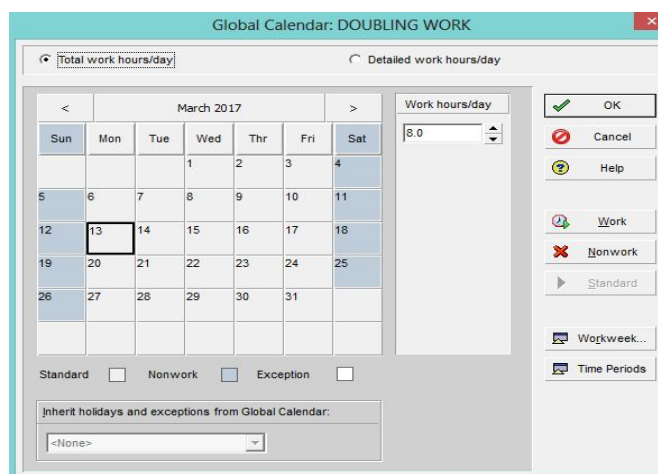 Global Calendar: DOUBLING WORK
Total work hours/day
Detailed work hours/day
< March 2017 >
Sun Mon Tue Wed Thr Fri Sat
1 2 3 4
5 6 7 8 9 10 11
12 13 14 15 16 17 18
19 20 21 22 23 24 25
26 27 28 29 30 31
Work hours/day
8.0
Standard Nonwork Exception
Inherit holidays and exceptions from Global Calendar:
<None>
OK
Cancel
Help
Work
Nonwork
Standard
Workweek...
Time Periods